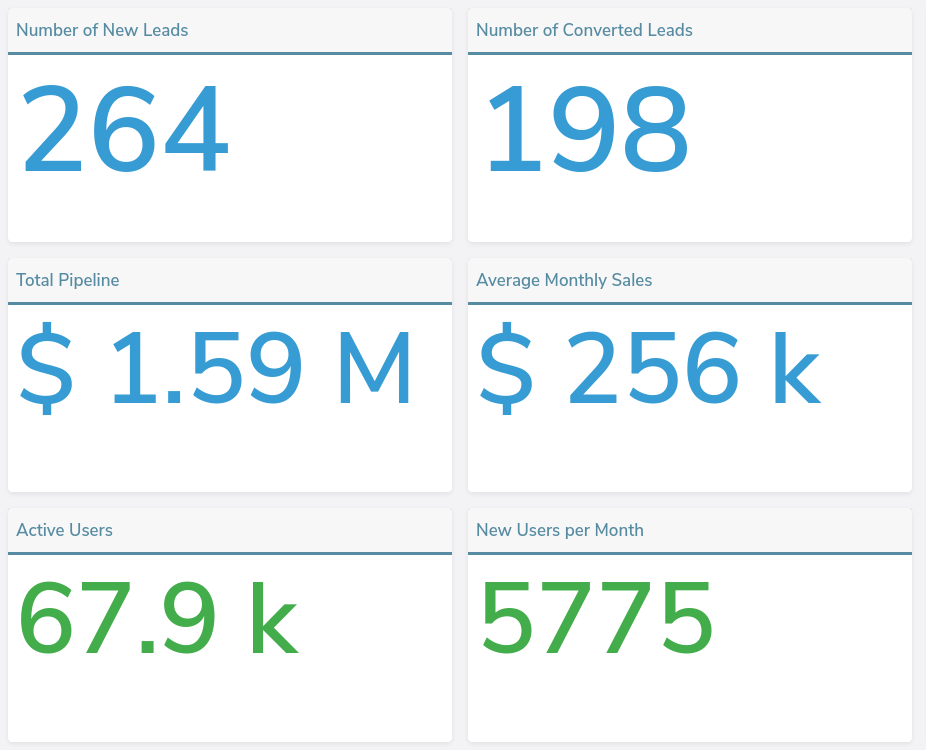 Number of New Leads
264
Number of Converted Leads
198
Total Pipeline
$ 1.59 M
Average Monthly Sales
$ 256 k
Active Users
67.9 k
New Users per Month
5775